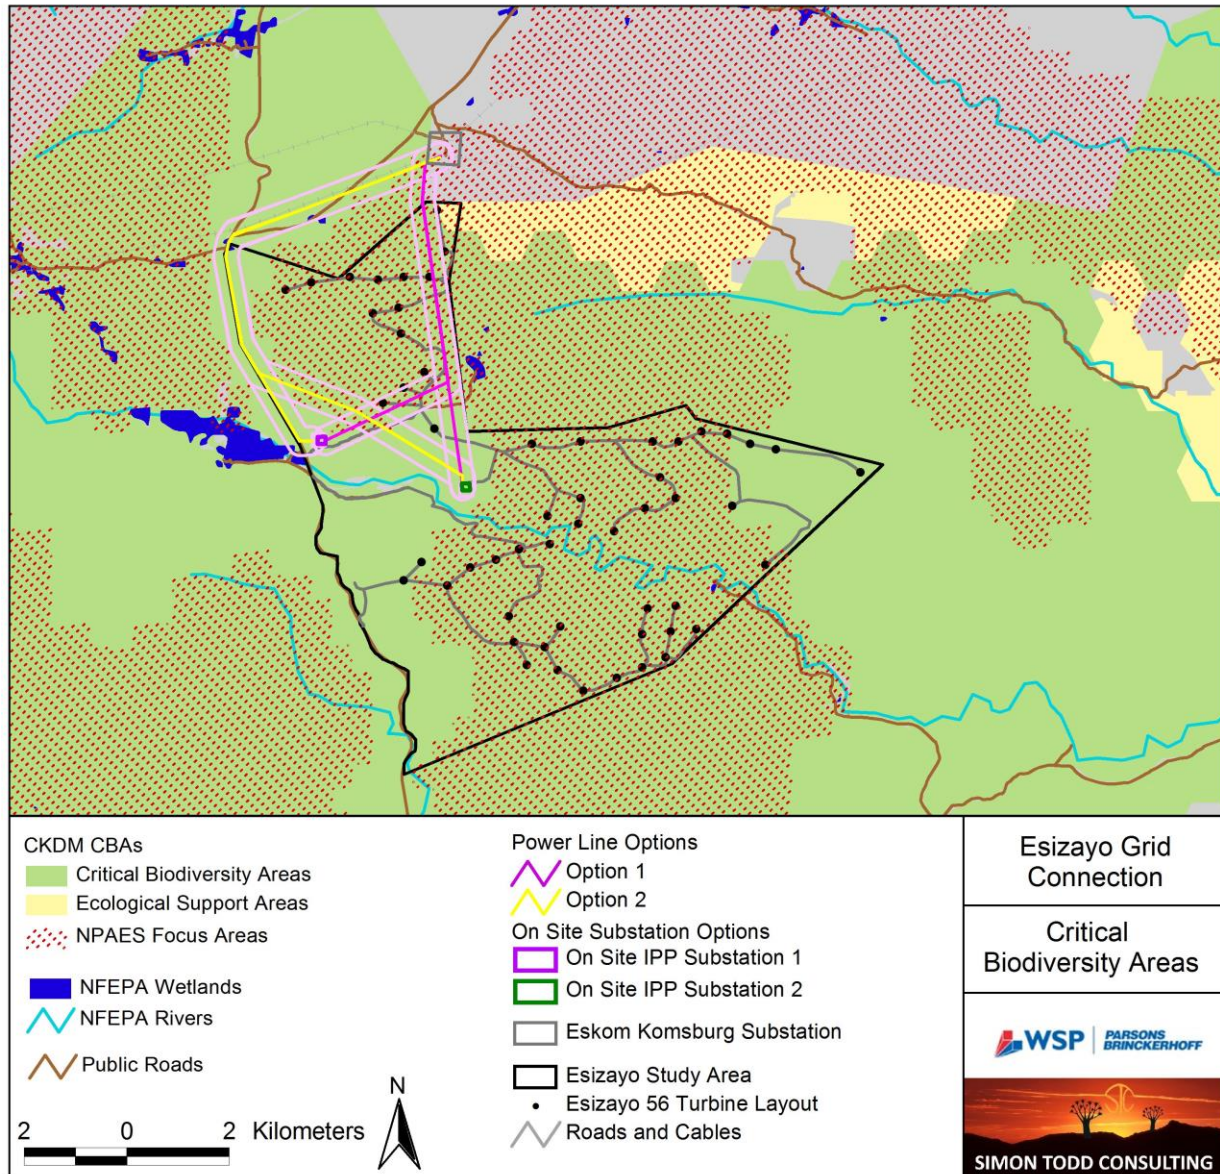 CKDM CBAs
Critical Biodiversity Areas
Ecological Support Areas
NPAES Focus Areas
NFEPA Wetlands
NFEPA Rivers
Public Roads
2 0 2 Kilometers
N
Power Line Options
Option 1
Option 2
On Site Substation Options
On Site IPP Substation 1
On Site IPP Substation 2
Eskom Komsburg Substation
Esizayo Study Area
Esizayo 56 Turbine Layout
Roads and Cables
Esizayo Grid
Connection
Critical
Biodiversity Areas
WSP | PARSONS
BRINCKERHOFF
STC
SIMON TODD CONSULTING